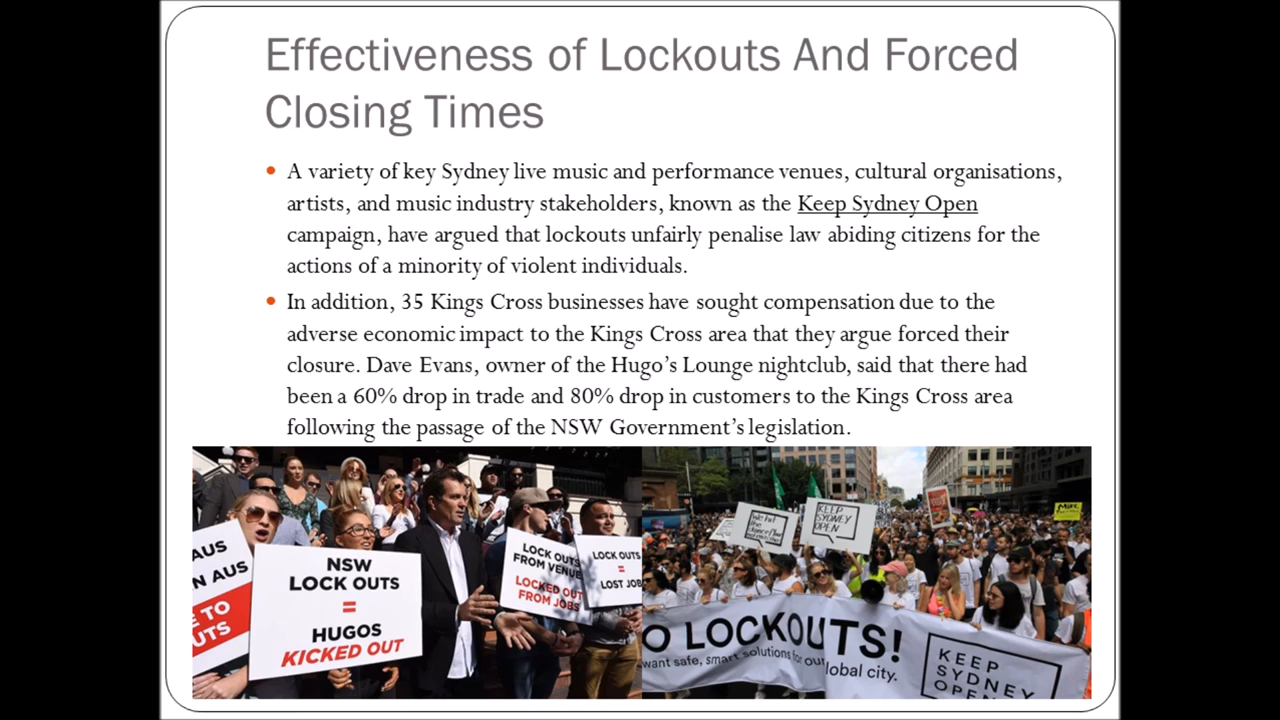 Effectiveness of Lockouts And Forced
Closing Times
A variety of key Sydney live music and performance venues, cultural organisations,
artists, and music industry stakeholders, known as the Keep Sydney Open
campaign, have argued that lockouts unfairly penalise law abiding citizens for the
actions of a minority of violent individuals.
In addition, 35 Kings Cross businesses have sought compensation due to the
adverse economic impact to the Kings Cross area that they argue forced their
closure. Dave Evans, owner of the Hugo's Lounge nightclub, said that there had
been a 60% drop in trade and 80% drop in customers to the Kings Cross area
following the passage of the NSW Government's legislation.
AUS
N AUS
E TO
UTS
NSW
LOCK OUTS
=
HUGOS
KICKED OUT
LOCK OUTS
FROM VENUE
LOCKED OUT
FROM JOBS
LOCK OUTS
=
LOST JOB
KEEP
SYDNEY
OPEN
O LOCKOUTS!
want safe, smart solutions for our
lobal city.
KEEP
SYDNEY
OPEN